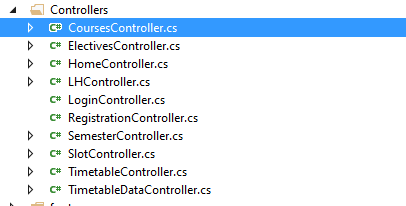 Controllers
C# CoursesController.cs
C# ElectivesController.cs
C# HomeController.cs
C# LHController.cs
C# LoginController.cs
C# RegistrationController.cs
C# SemesterController.cs
C# SlotController.cs
C# TimetableController.cs
C# TimetableDataController.cs